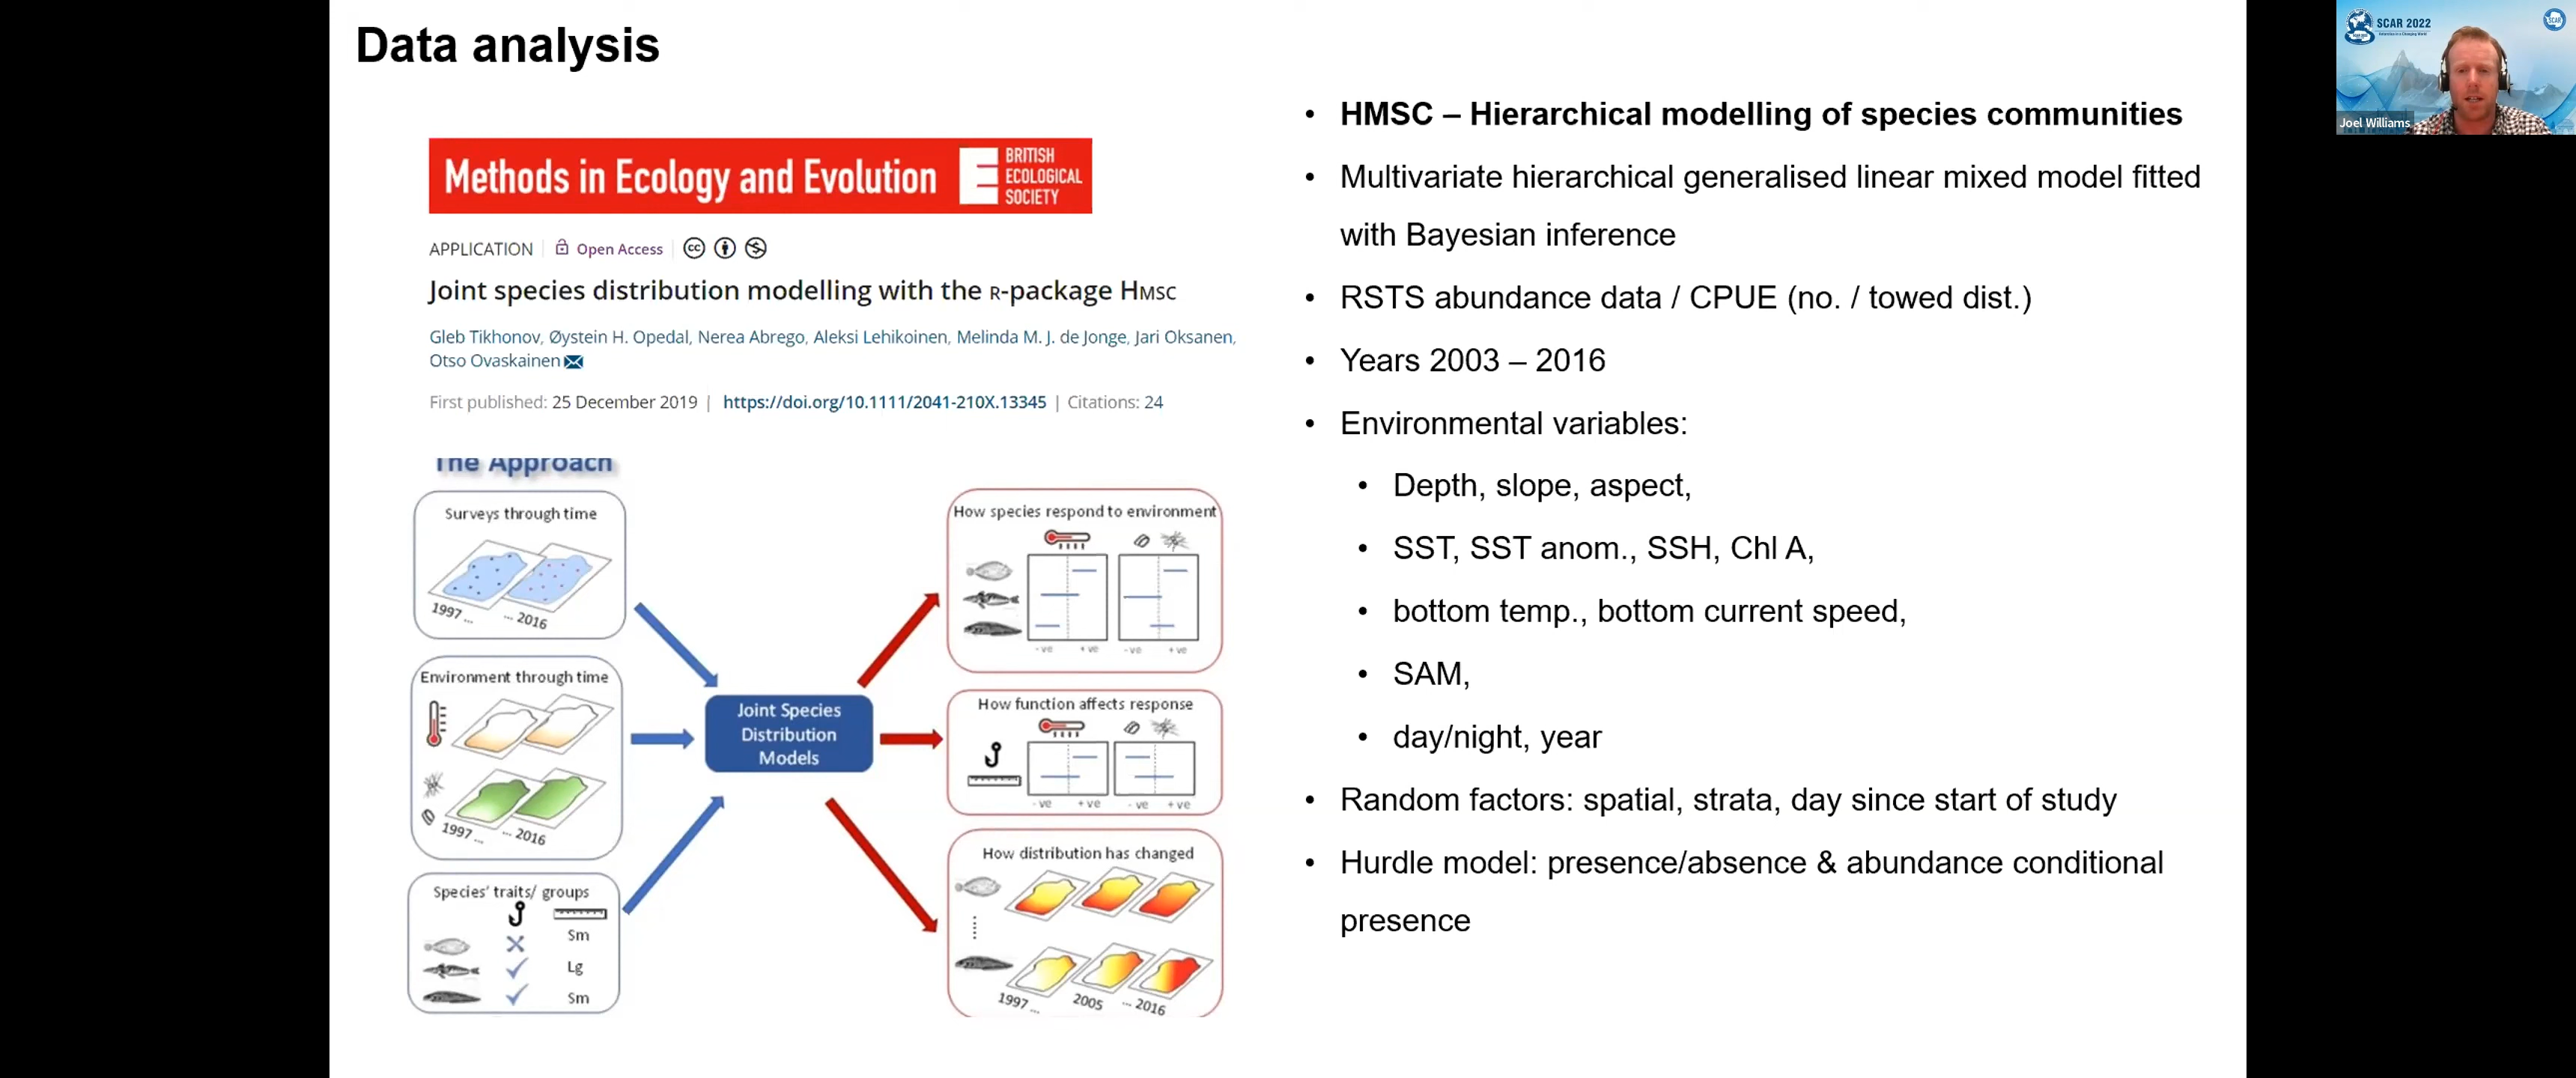 Data analysis
Methods in Ecology and Evolution
BRITISH
ECOLOGICAL
SOCIETY
APPLICATION
Open Access
cc
Joint species distribution modelling with the R-package HMSC
Gleb Tikhonov, Øystein H. Opedal, Nerea Abrego, Aleksi Lehikoinen, Melinda M. J. de Jonge, Jari Oksanen,
Otso Ovaskainen
First published: 25 December 2019 | https://doi.org/10.1111/2041-210X.13345 | Citations: 24
The Approach
Surveys through time
1997 ...
... 2016
Environment through time
1997 ...
... 2016
Species' traits/ groups
Sm
Lg
Sm
Joint Species
Distribution
Models
How species respond to environment
- ve + ve - ve + ve
How function affects response
- ve + ve - ve + ve
How distribution has changed
1997 ...
2005
... 2016
• HMSC – Hierarchical modelling of species communities
• Multivariate hierarchical generalised linear mixed model fitted
with Bayesian inference
• RSTS abundance data / CPUE (no. / towed dist.)
• Years 2003 – 2016
• Environmental variables:
• Depth, slope, aspect,
• SST, SST anom., SSH, Chl A,
• bottom temp., bottom current speed,
• SAM,
• day/night, year
• Random factors: spatial, strata, day since start of study
• Hurdle model: presence/absence & abundance conditional
presence
SCAR 2022
SCAR
Joel Williams